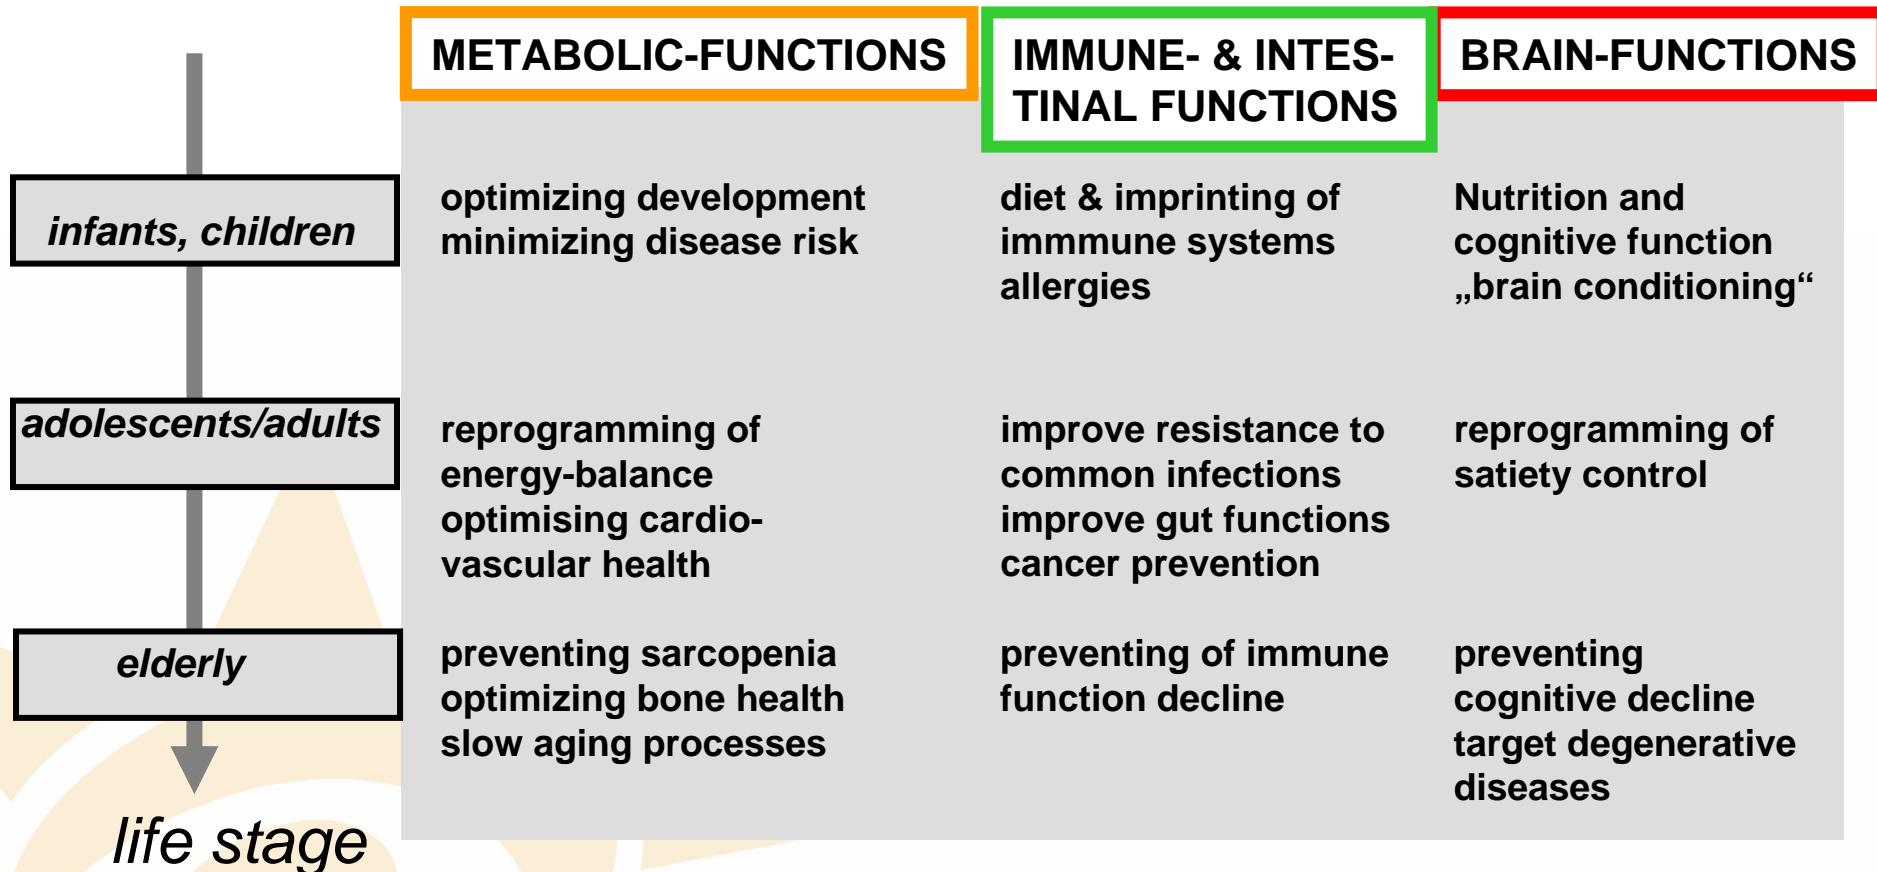 METABOLIC-FUNCTIONS
IMMUNE- & INTES-
TINAL FUNCTIONS
BRAIN-FUNCTIONS
infants, children
optimizing development
minimizing disease risk
diet & imprinting of
immmune systems
allergies
Nutrition and
cognitive function
„brain conditioning“
adolescents/adults
reprogramming of
energy-balance
optimising cardio-
vascular health
improve resistance to
common infections
improve gut functions
cancer prevention
reprogramming of
satiety control
elderly
preventing sarcopenia
optimizing bone health
slow aging processes
preventing of immune
function decline
preventing
cognitive decline
target degenerative
diseases
life stage